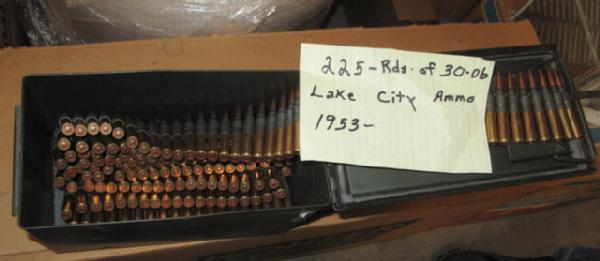 225-Rds. of 30.06
Lake City Ammo
1953-